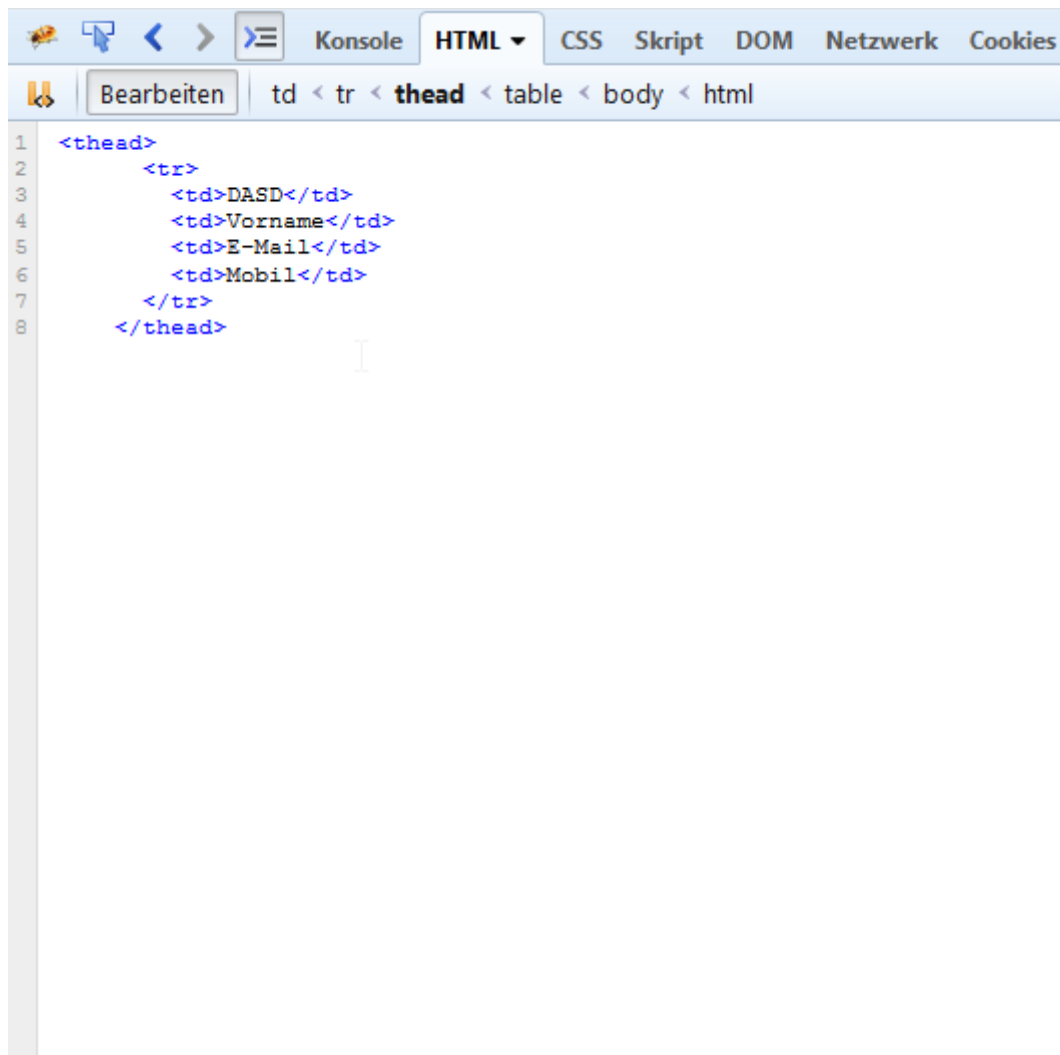 Konsole HTML CSS Skript DOM Netzwerk Cookies
Bearbeiten td < tr < thead < table < body < html
1 <thead>
2 <tr>
3 <td>DASD</td>
4 <td>Vorname</td>
5 <td>E-Mail</td>
6 <td>Mobil</td>
7 </tr>
8 </thead>